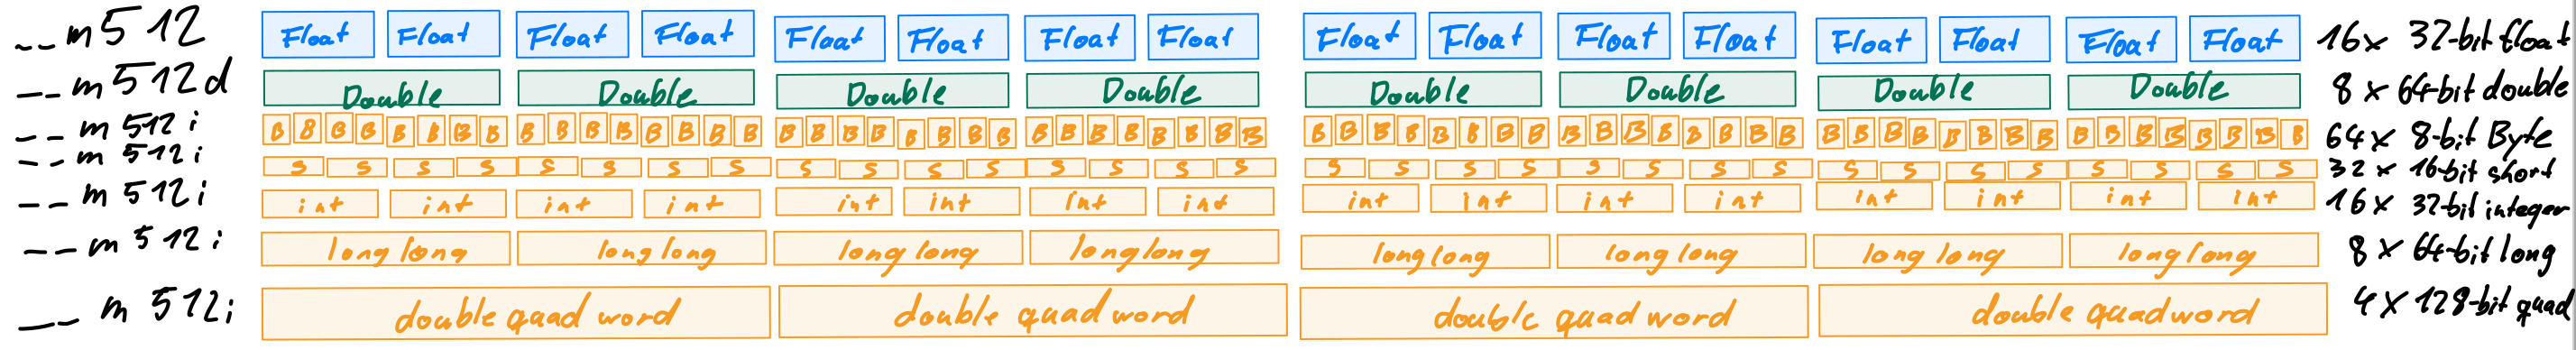 __m512 Float Float Float Float Float Float Float Float Float Float Float Float Float Float Float Float 16x 32-bit float
__m512d Double Double Double Double Double Double Double Double 8 x 64-bit double
__m512i B B B B B B B B B B B B B B B B B B B B B B B B B B B B B B B B B B B B B B B B B B B B B B B B B B B B B B B B B B B B B B B B 64x 8-bit Byte
__m512i S S S S S S S S S S S S S S S S S S S S S S S S S S S S S S S S 32 x 16-bit short
__m512i int int int int int int int int int int int int int int int int 16x 32-bit integer
__m512i long long long long long long long long long long long long long long long long 8 x 64-bit long
__m512i double quad word double quad word double quad word double quad word 4x 128-bit quad